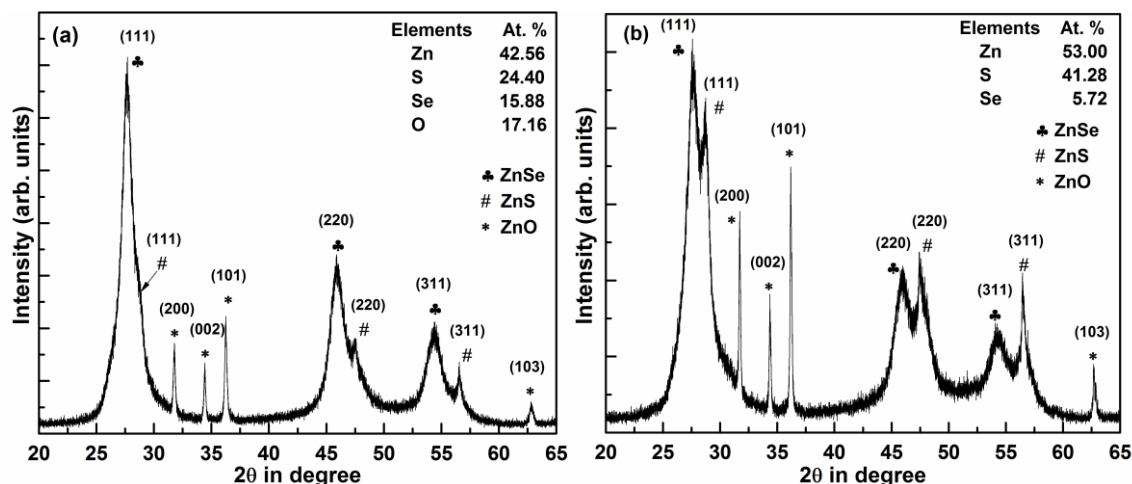 (a)
(111)
♣
Elements At. %
Zn 42.56
S 24.40
Se 15.88
O 17.16
♣ ZnSe
# ZnS
* ZnO
(111)
#
(200)
*
(002)
*
(101)
*
(220)
♣
(220)
#
(311)
♣
(311)
#
(103)
*
Intensity (arb. units)
20 25 30 35 40 45 50 55 60 65
2θ in degree
(b)
(111)
♣
(111)
#
Elements At. %
Zn 53.00
S 41.28
Se 5.72
♣ ZnSe
# ZnS
* ZnO
(200)
*
(002)
*
(101)
*
(220)
♣
(220)
#
(311)
♣
(311)
#
(103)
*
Intensity (arb. units)
20 25 30 35 40 45 50 55 60 65
2θ in degree